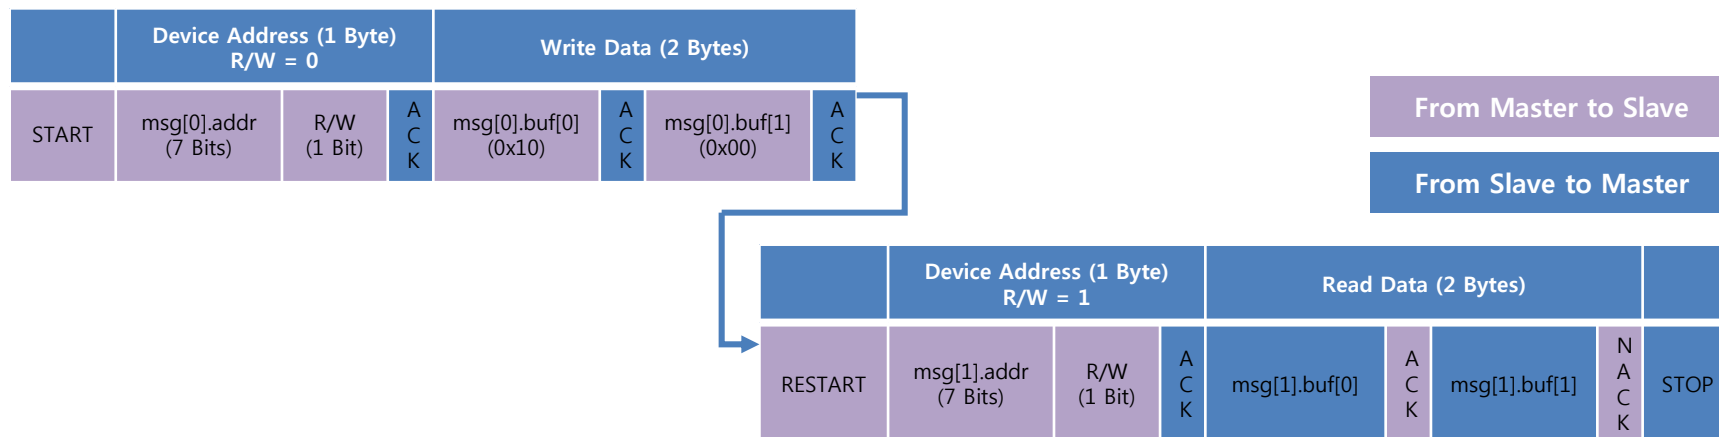 Device Address (1 Byte)
R/W = 0
Write Data (2 Bytes)
START
msg[0].addr
(7 Bits)
R/W
(1 Bit)
A
C
K
msg[0].buf[0]
(0x10)
A
C
K
msg[0].buf[1]
(0x00)
A
C
K
From Master to Slave
From Slave to Master
Device Address (1 Byte)
R/W = 1
Read Data (2 Bytes)
RESTART
msg[1].addr
(7 Bits)
R/W
(1 Bit)
A
C
K
msg[1].buf[0]
A
C
K
msg[1].buf[1]
N
A
C
K
STOP